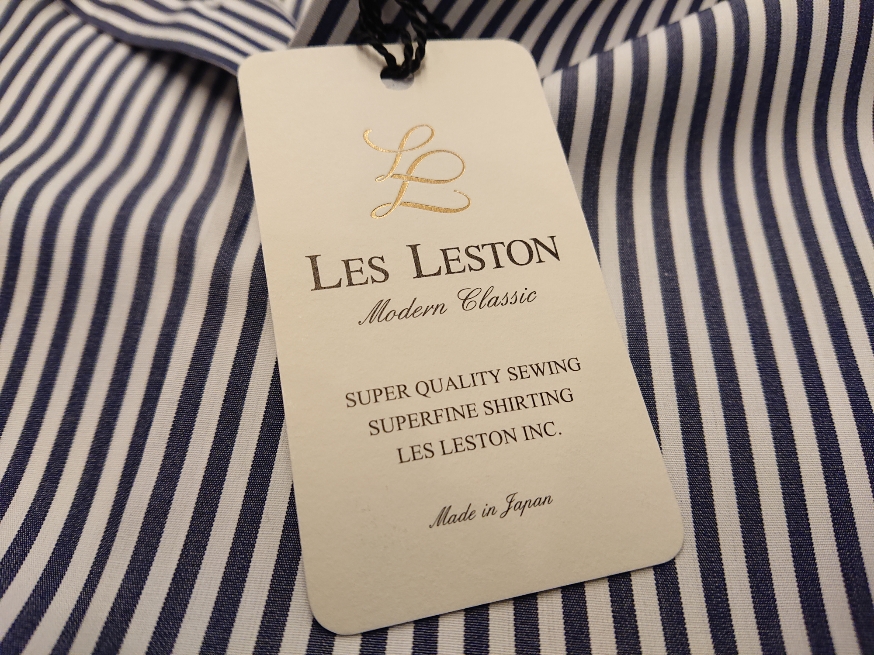 LL
LES LESTON
Modern Classic
SUPER QUALITY SEWING
SUPERFINE SHIRTING
LES LESTON INC.
Made in Japan